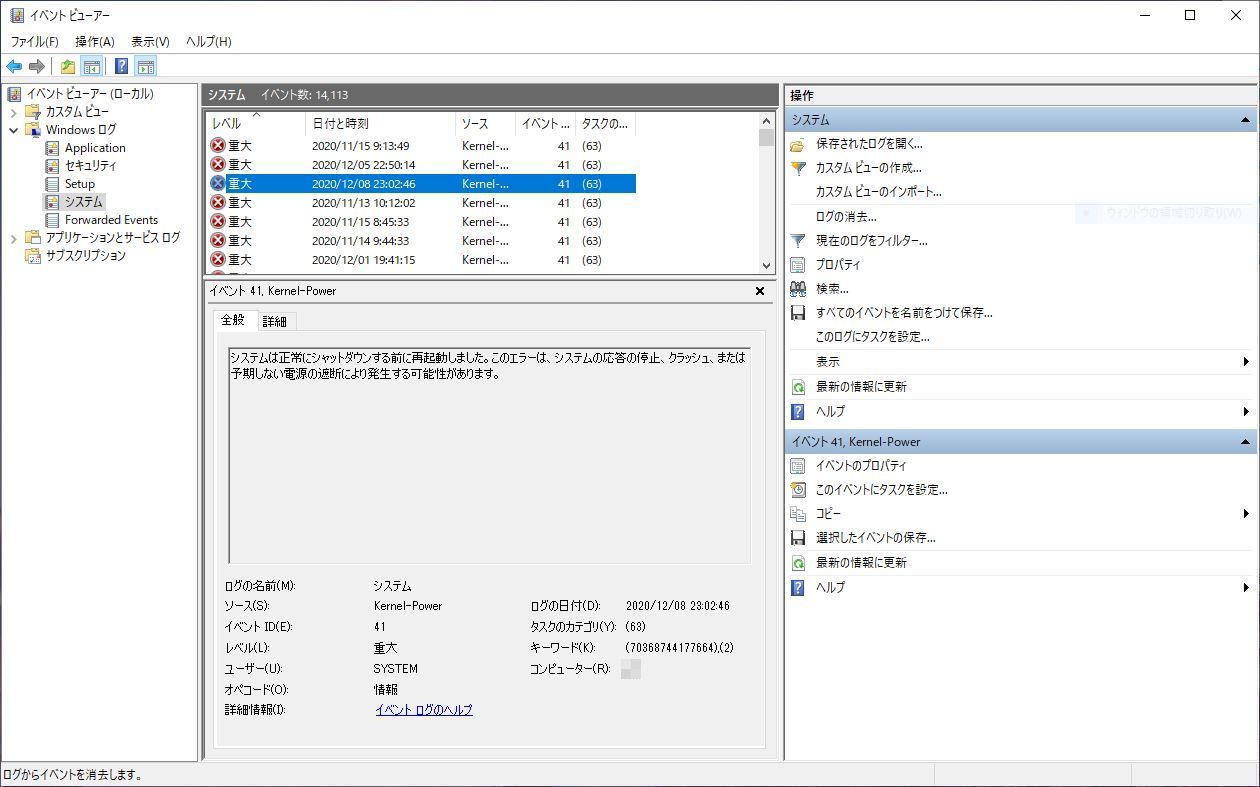 イベント ビューアー
ファイル(F) 操作(A) 表示(V) ヘルプ(H)
イベント ビューアー (ローカル)
カスタム ビュー
Windows ログ
Application
セキュリティ
Setup
システム
Forwarded Events
アプリケーションとサービス ログ
サブスクリプション
システム イベント数: 14,113
レベル 日付と時刻 ソース イベント ... タスクの...
重大 2020/11/15 9:13:49 Kernel-... 41 (63)
重大 2020/12/05 22:50:14 Kernel-... 41 (63)
重大 2020/12/08 23:02:46 Kernel-... 41 (63)
重大 2020/11/13 10:12:02 Kernel-... 41 (63)
重大 2020/11/15 8:45:33 Kernel-... 41 (63)
重大 2020/11/14 9:44:33 Kernel-... 41 (63)
重大 2020/12/01 19:41:15 Kernel-... 41 (63)
イベント 41, Kernel-Power
全般 詳細
システムは正常にシャットダウンする前に再起動しました。このエラーは、システムの応答の停止、クラッシュ、または
予期しない電源の遮断により発生する可能性があります。
ログの名前(M): システム
ソース(S): Kernel-Power ログの日付(D): 2020/12/08 23:02:46
イベント ID(E): 41 タスクのカテゴリ(Y): (63)
レベル(L): 重大 キーワード(K): (70368744177664),(2)
ユーザー(U): SYSTEM コンピューター(R):
オペコード(O): 情報
詳細情報(I): イベント ログのヘルプ
操作
システム
保存されたログを開く...
カスタム ビューの作成...
カスタム ビューのインポート...
ログの消去...
ウィンドウの領域切り取り(W)
現在のログをフィルター...
プロパティ
検索...
すべてのイベントを名前をつけて保存...
このログにタスクを設定...
表示
最新の情報に更新
ヘルプ
イベント 41, Kernel-Power
イベントのプロパティ
このイベントにタスクを設定...
コピー
選択したイベントの保存...
最新の情報に更新
ヘルプ
ログからイベントを消去します。